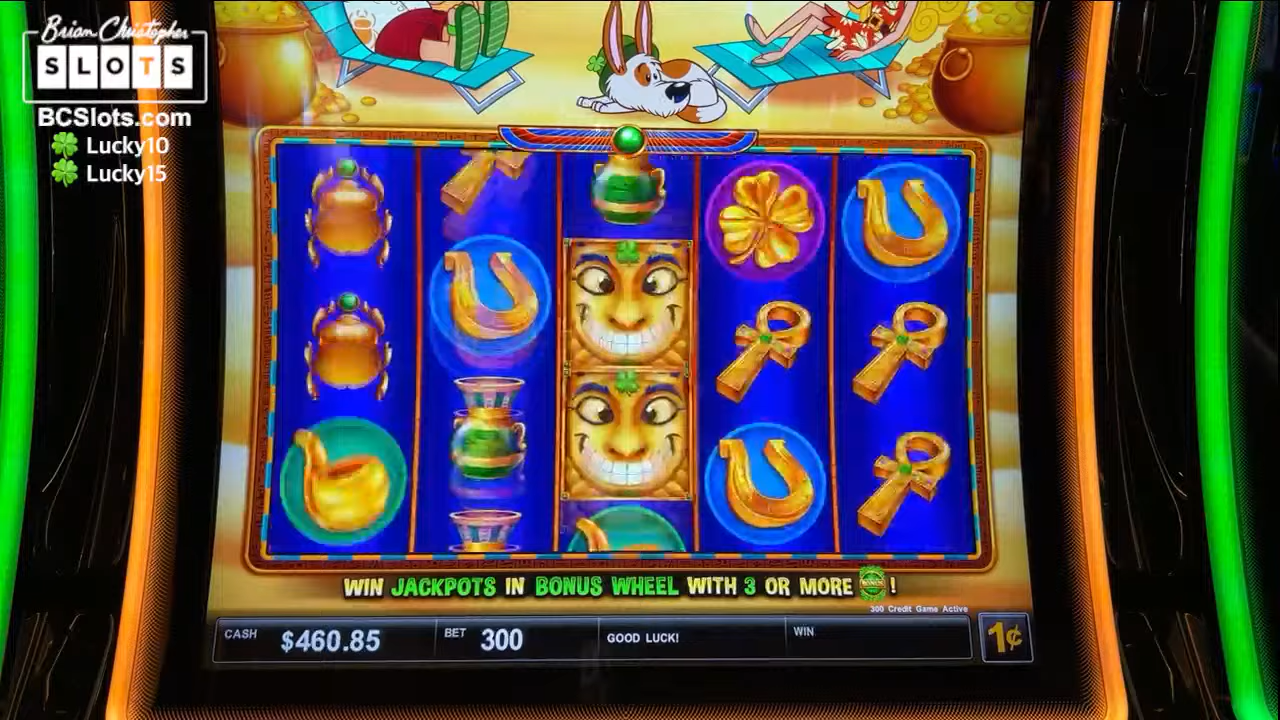 Brian Christopher
SLOTS
BCSlots.com
Lucky10
Lucky15
WIN JACKPOTS IN BONUS WHEEL WITH 3 OR MORE BONUS !
300 Credit Game Active
CASH $460.85 BET 300 GOOD LUCK! WIN 1¢